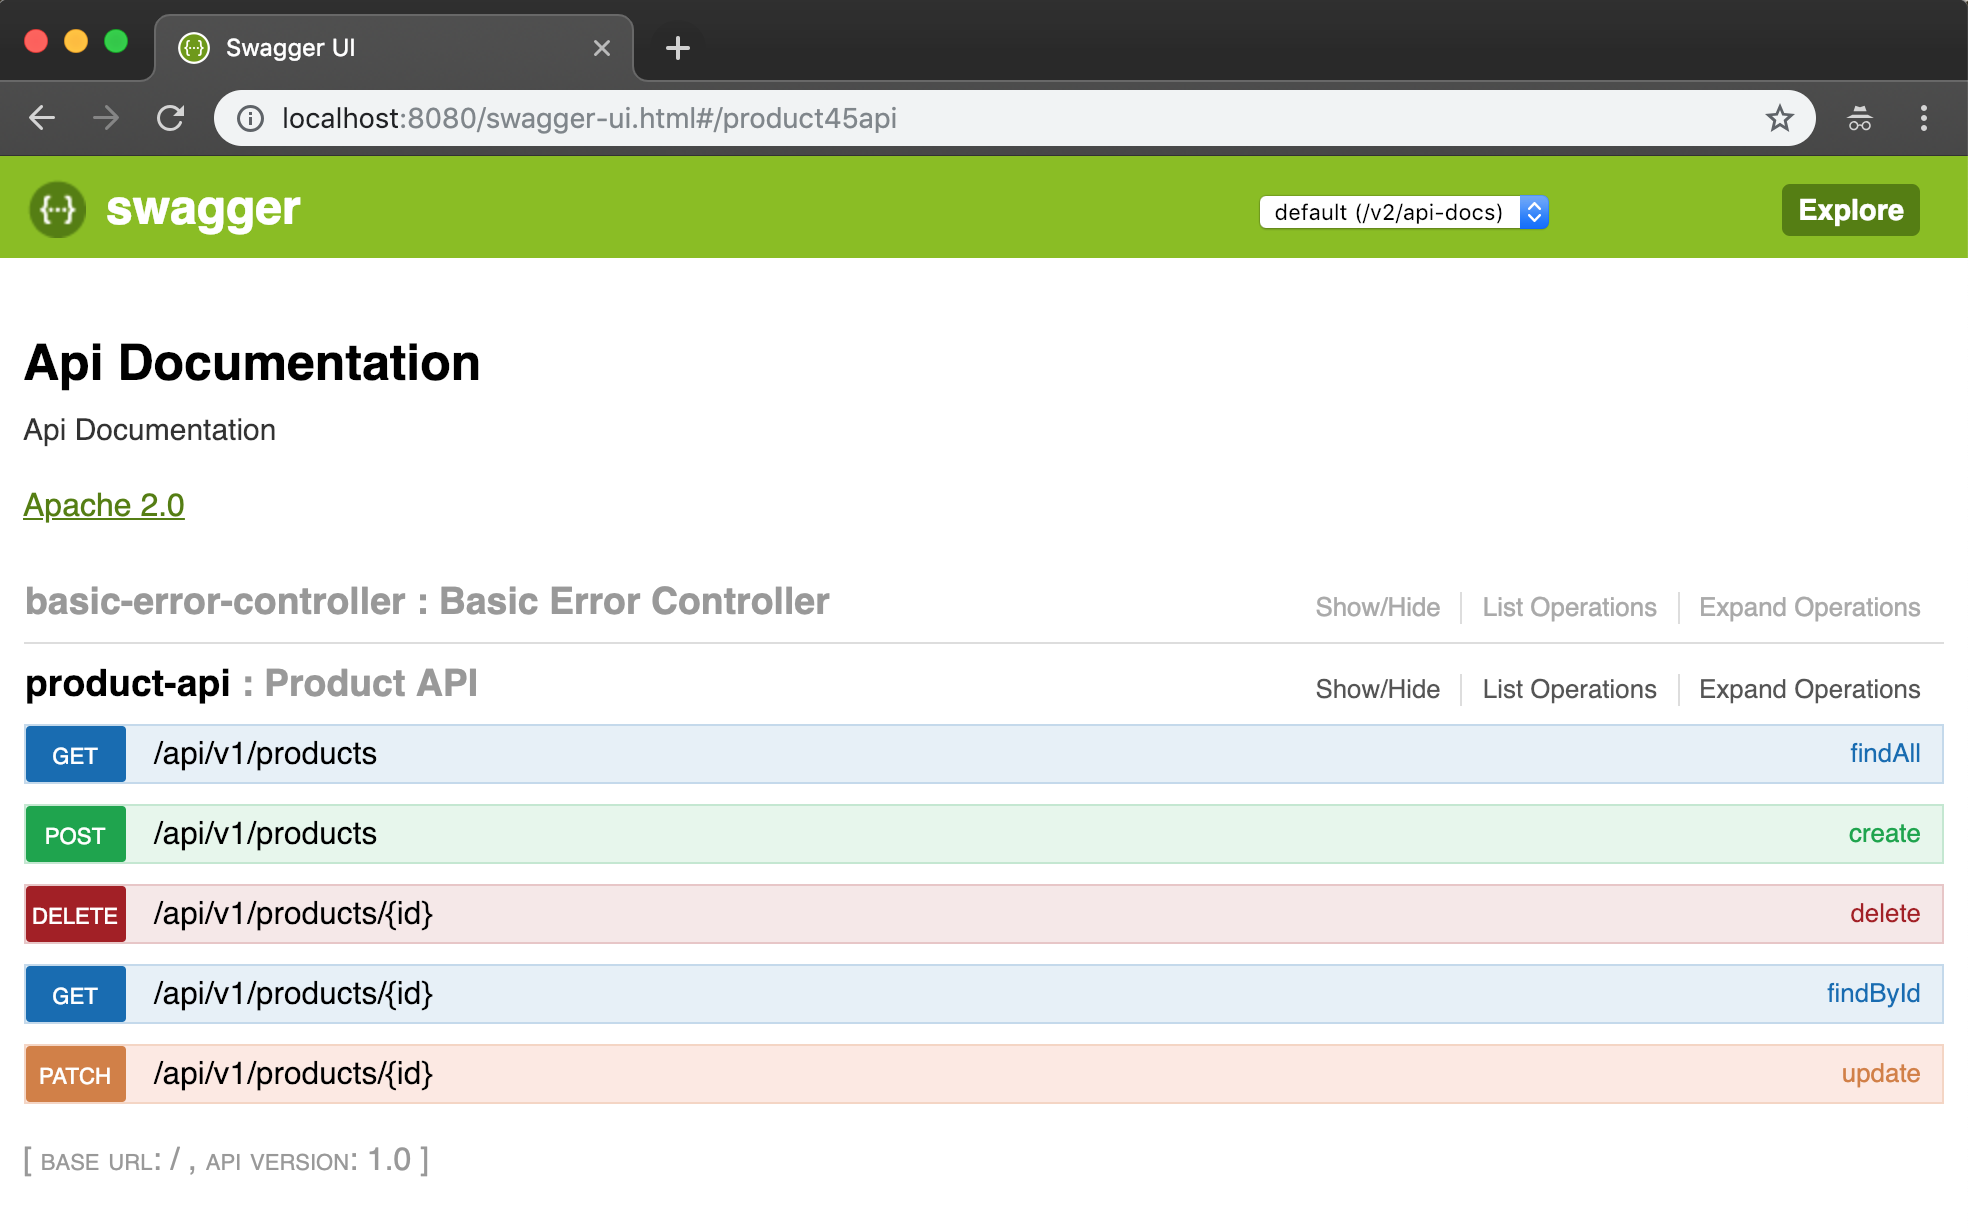 Swagger UI
localhost:8080/swagger-ui.html#/product45api
{···} swagger default (/v2/api-docs) Explore
Api Documentation
Api Documentation
Apache 2.0
basic-error-controller : Basic Error Controller Show/Hide List Operations Expand Operations
product-api : Product API Show/Hide List Operations Expand Operations
GET /api/v1/products findAll
POST /api/v1/products create
DELETE /api/v1/products/{id} delete
GET /api/v1/products/{id} findById
PATCH /api/v1/products/{id} update
[ BASE URL: / , API VERSION: 1.0 ]